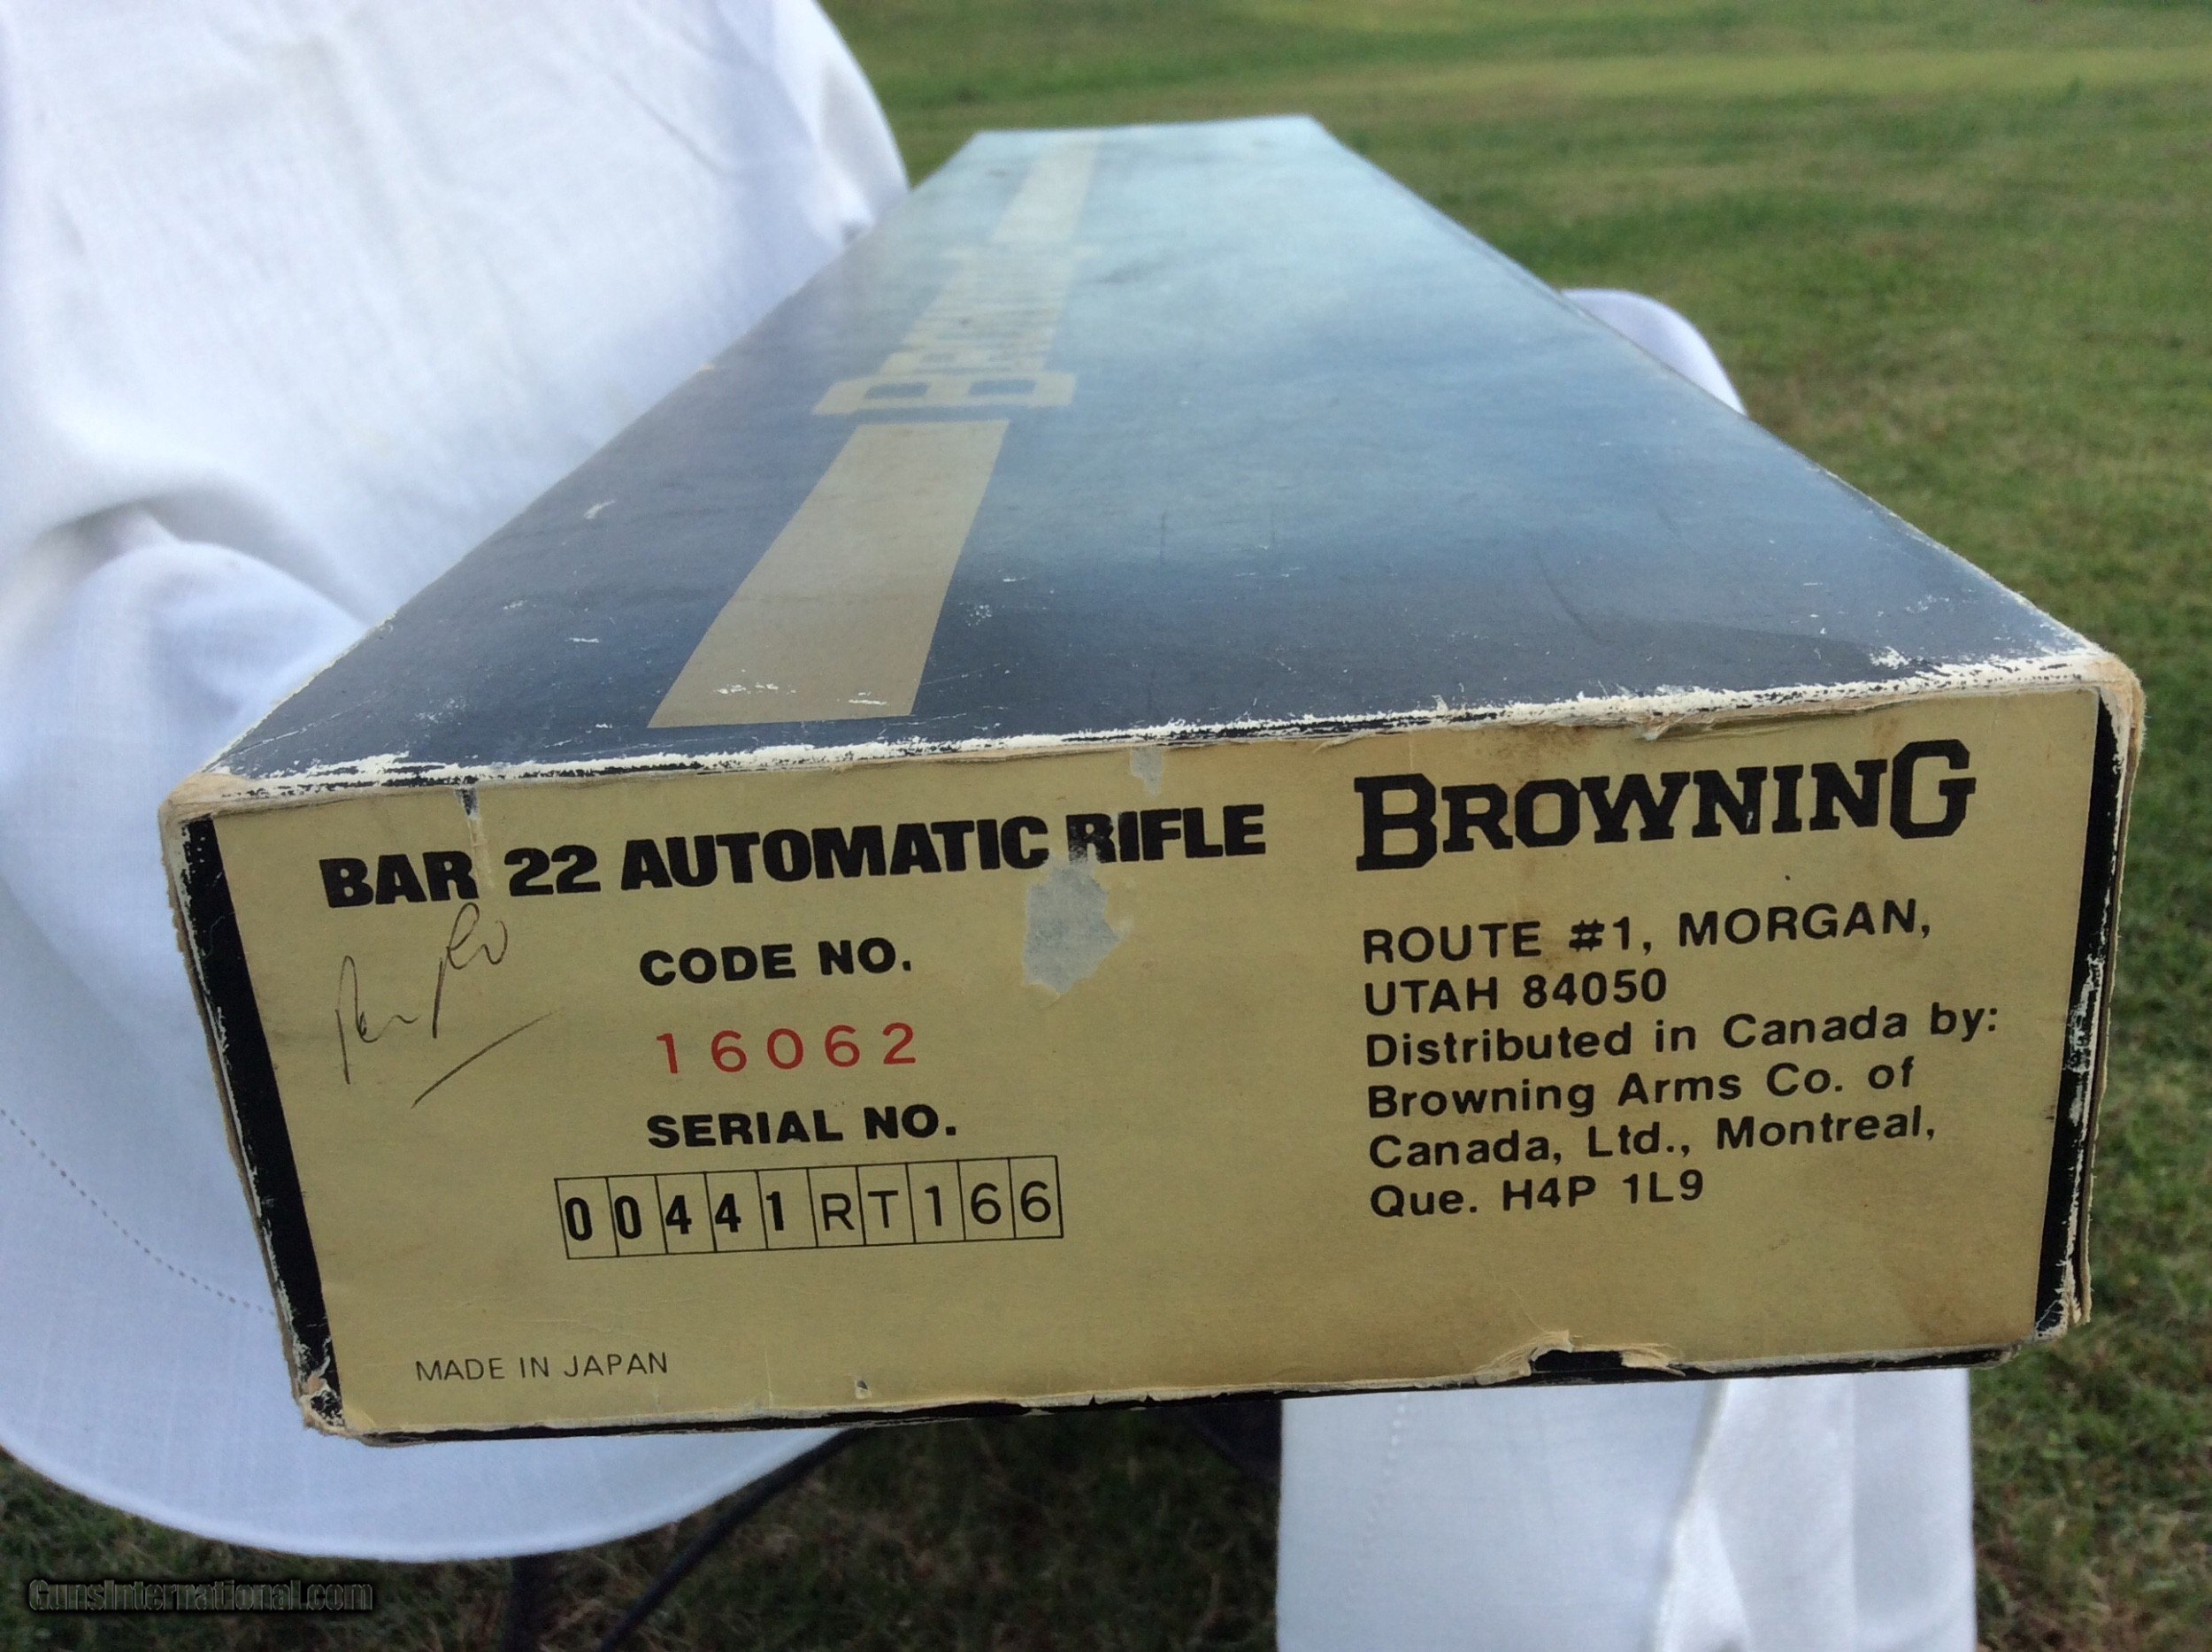 BROWNING
BAR 22 AUTOMATIC RIFLE
CODE NO.
16062
SERIAL NO.
00441RT166
MADE IN JAPAN
BROWNING
ROUTE #1, MORGAN,
UTAH 84050
Distributed in Canada by:
Browning Arms Co. of
Canada, Ltd., Montreal,
Que. H4P 1L9
GunsInternational.com